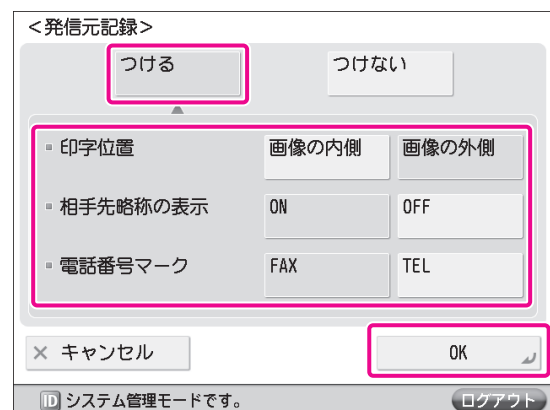 <発信元記録>
つける つけない
印字位置 画像の内側 画像の外側
相手先略称の表示 ON OFF
電話番号マーク FAX TEL
× キャンセル OK
ID システム管理モードです。 ログアウト